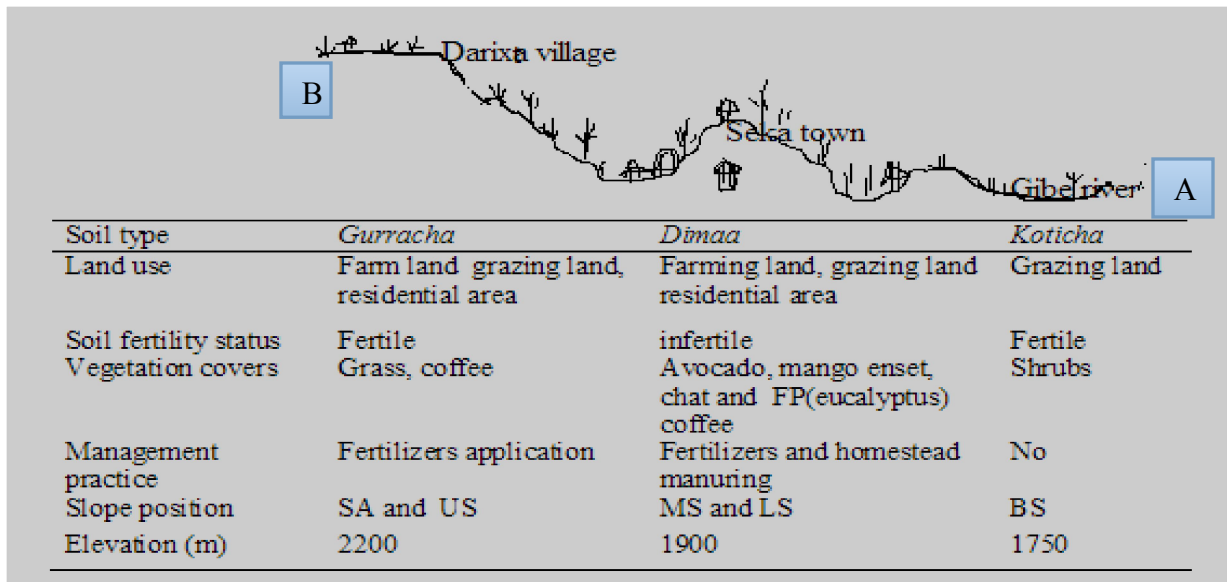 Darixa village
B
Seka town
Gibe river
A
Soil type Gurracha Dimaa Koticha
Land use Farm land grazing land, Farming land, grazing land Grazing land
residential area residential area
Soil fertility status Fertile infertile Fertile
Vegetation covers Grass, coffee Avocado, mango enset, Shrubs
chat and FP(eucalyptus)
coffee
Management Fertilizers application Fertilizers and homestead No
practice manuring
Slope position SA and US MS and LS BS
Elevation (m) 2200 1900 1750